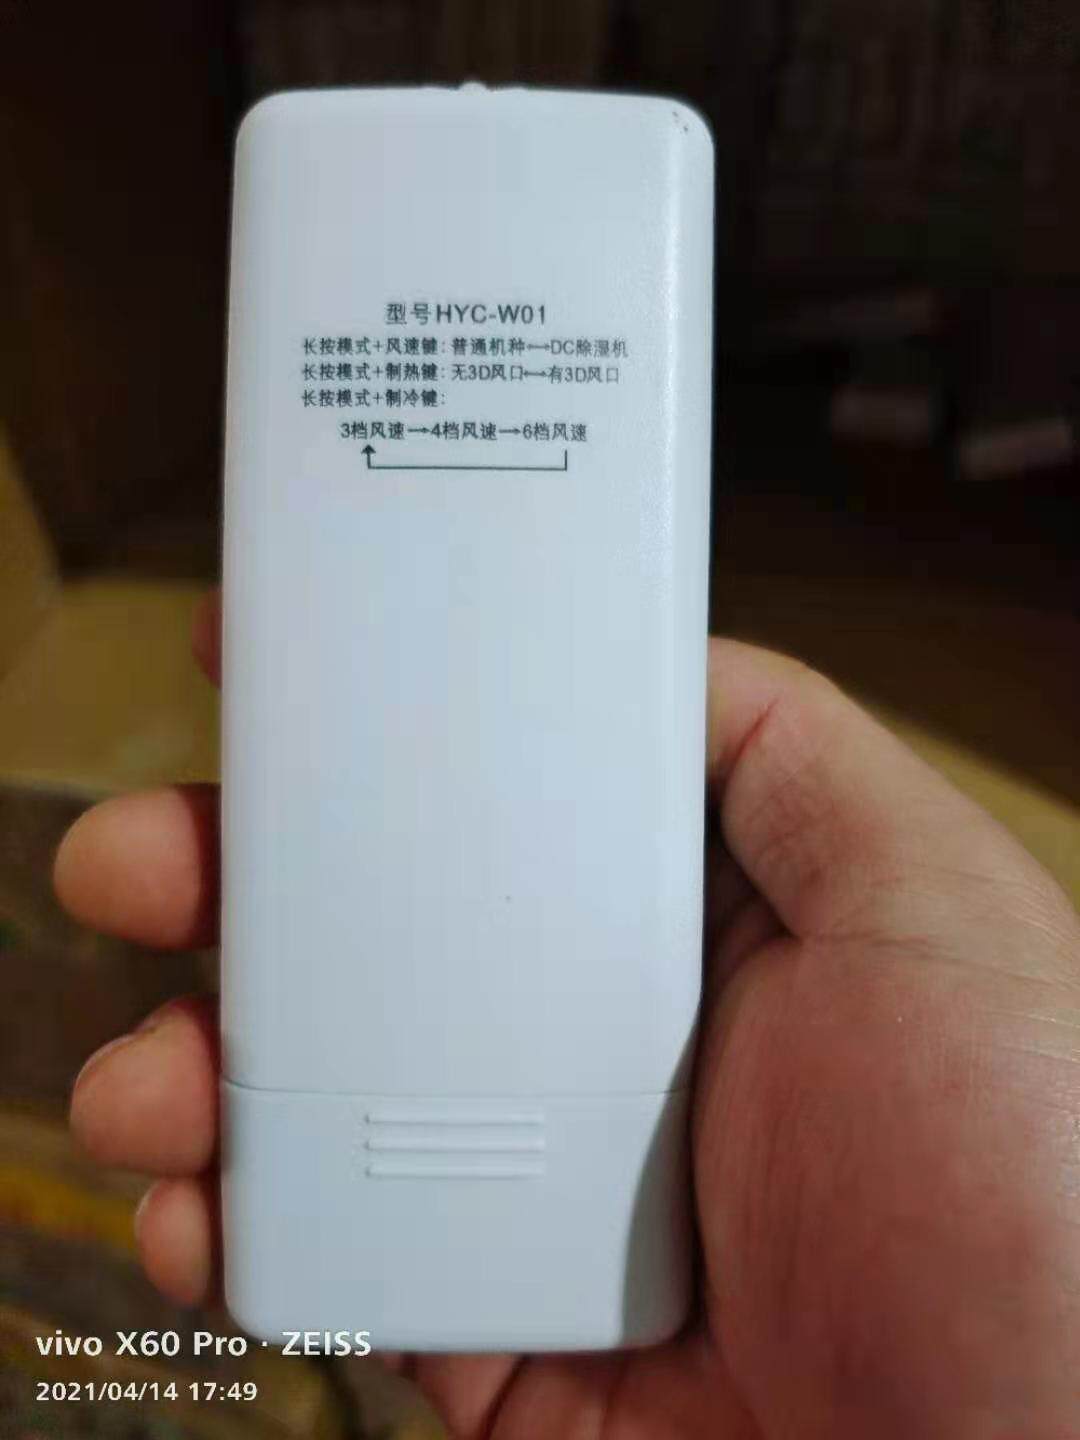 型号HYC-W01
长按模式+风速键:普通机种⟷DC除湿机
长按模式+制热键:无3D风口⟷有3D风口
长按模式+制冷键:
3档风速→4档风速→6档风速
vivo X60 Pro · ZEISS
2021/04/14 17:49